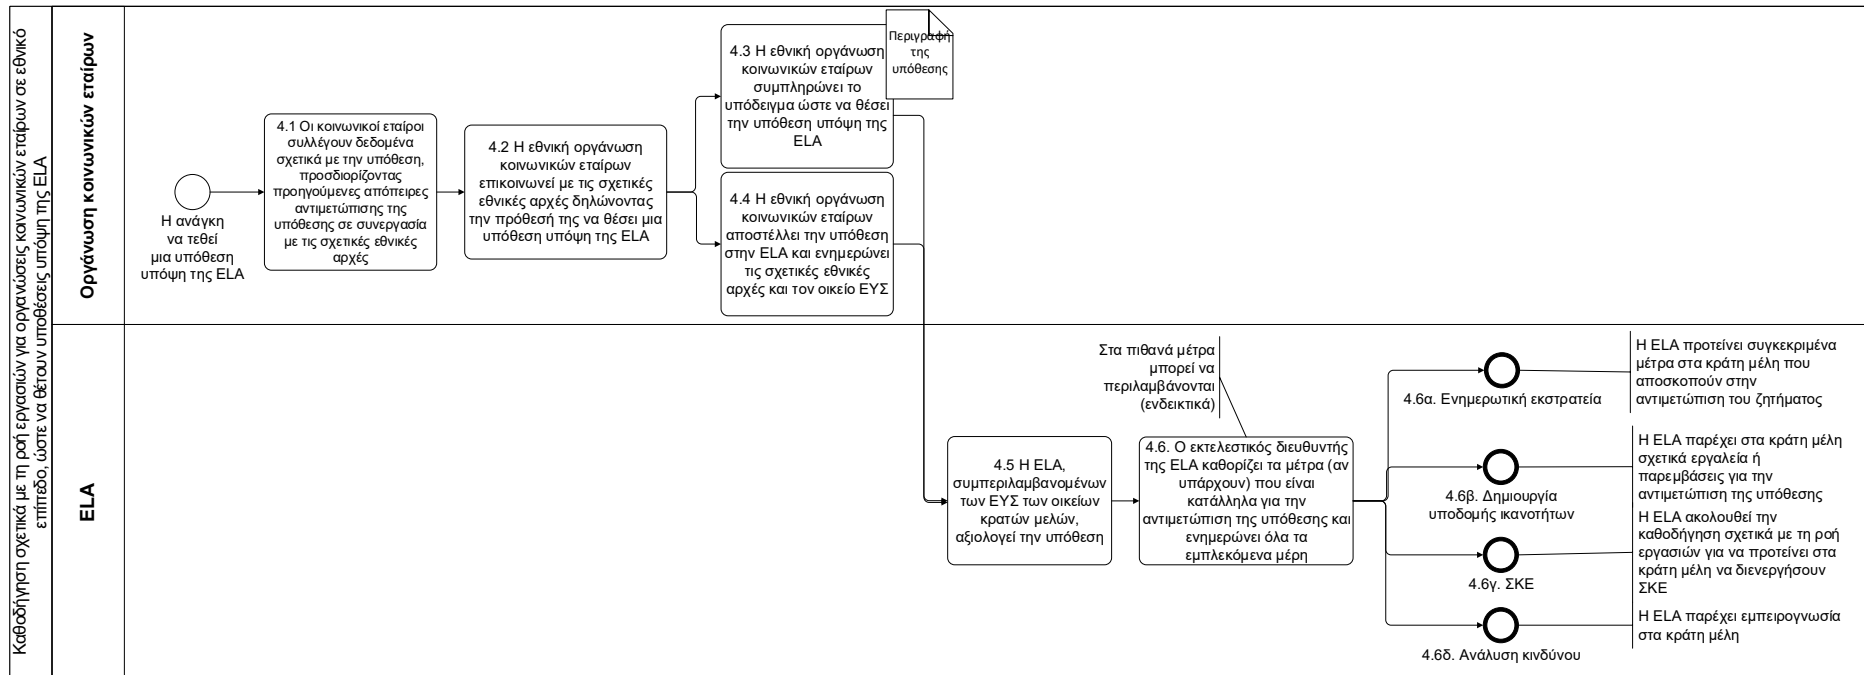 Καθοδήγηση σχετικά με τη ροή εργασιών για οργανώσεις κοινωνικών εταίρων σε εθνικό
επίπεδο, ώστε να θέτουν υποθέσεις υπόψη της ELA
Οργάνωση κοινωνικών εταίρων
Η ανάγκη
να τεθεί
μια υπόθεση
υπόψη της ELA
4.1 Οι κοινωνικοί εταίροι
συλλέγουν δεδομένα
σχετικά με την υπόθεση,
προσδιορίζοντας
προηγούμενες απόπειρες
αντιμετώπισης της
υπόθεσης σε συνεργασία
με τις σχετικές εθνικές
αρχές
4.2 Η εθνική οργάνωση
κοινωνικών εταίρων
επικοινωνεί με τις σχετικές
εθνικές αρχές δηλώνοντας
την πρόθεσή της να θέσει μια
υπόθεση υπόψη της ELA
4.3 Η εθνική οργάνωση
κοινωνικών εταίρων
συμπληρώνει το
υπόδειγμα ώστε να θέσει
την υπόθεση υπόψη της
ELA
Περιγραφή
της
υπόθεσης
4.4 Η εθνική οργάνωση
κοινωνικών εταίρων
αποστέλλει την υπόθεση
στην ELA και ενημερώνει
τις σχετικές εθνικές
αρχές και τον οικείο ΕΥΣ
ELA
4.5 Η ELA,
συμπεριλαμβανομένων
των ΕΥΣ των οικείων
κρατών μελών,
αξιολογεί την υπόθεση
Στα πιθανά μέτρα
μπορεί να
περιλαμβάνονται
(ενδεικτικά)
4.6. Ο εκτελεστικός διευθυντής
της ELA καθορίζει τα μέτρα (αν
υπάρχουν) που είναι
κατάλληλα για την
αντιμετώπιση της υπόθεσης και
ενημερώνει όλα τα
εμπλεκόμενα μέρη
4.6α. Ενημερωτική εκστρατεία
Η ELA προτείνει συγκεκριμένα
μέτρα στα κράτη μέλη που
αποσκοπούν στην
αντιμετώπιση του ζητήματος
4.6β. Δημιουργία
υποδομής ικανοτήτων
Η ELA παρέχει στα κράτη μέλη
σχετικά εργαλεία ή
παρεμβάσεις για την
αντιμετώπιση της υπόθεσης
4.6γ. ΣΚΕ
Η ELA ακολουθεί την
καθοδήγηση σχετικά με τη ροή
εργασιών για να προτείνει στα
κράτη μέλη να διενεργήσουν
ΣΚΕ
4.6δ. Ανάλυση κινδύνου
Η ELA παρέχει εμπειρογνωσία
στα κράτη μέλη